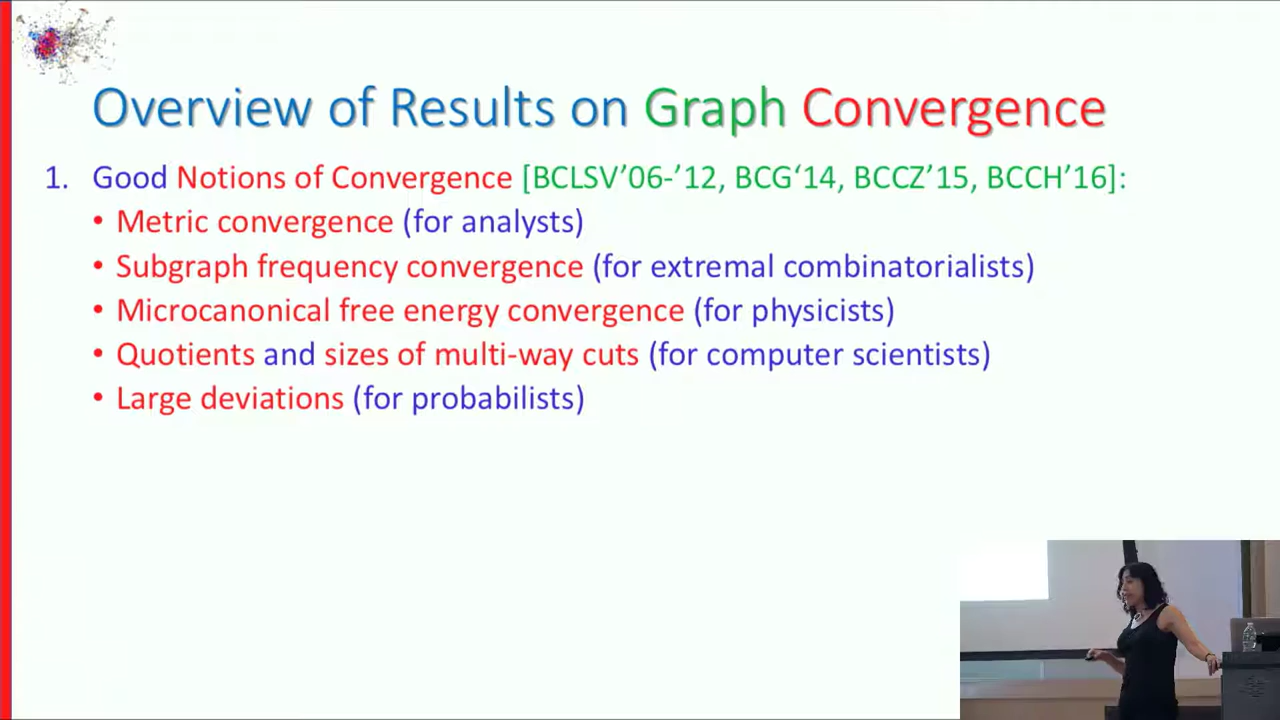 Overview of Results on Graph Convergence
1. Good Notions of Convergence [BCLSV’06-’12, BCG‘14, BCCZ’15, BCCH’16]:
• Metric convergence (for analysts)
• Subgraph frequency convergence (for extremal combinatorialists)
• Microcanonical free energy convergence (for physicists)
• Quotients and sizes of multi-way cuts (for computer scientists)
• Large deviations (for probabilists)